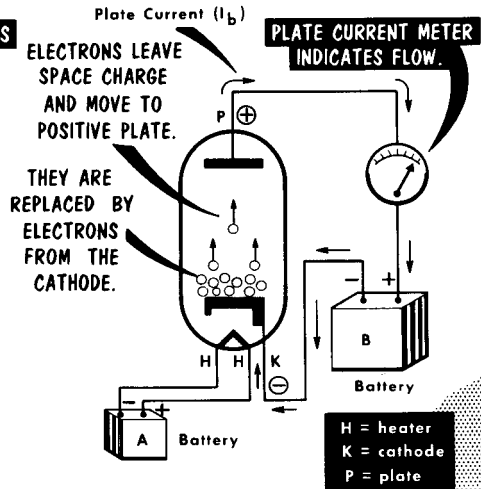 S
Plate Current (I b)
PLATE CURRENT METER
INDICATES FLOW.
ELECTRONS LEAVE
SPACE CHARGE
AND MOVE TO
POSITIVE PLATE.
P +
THEY ARE
REPLACED BY
ELECTRONS
FROM THE
CATHODE.
- +
B
Battery
H H K
-
- +
A Battery
H = heater
K = cathode
P = plate